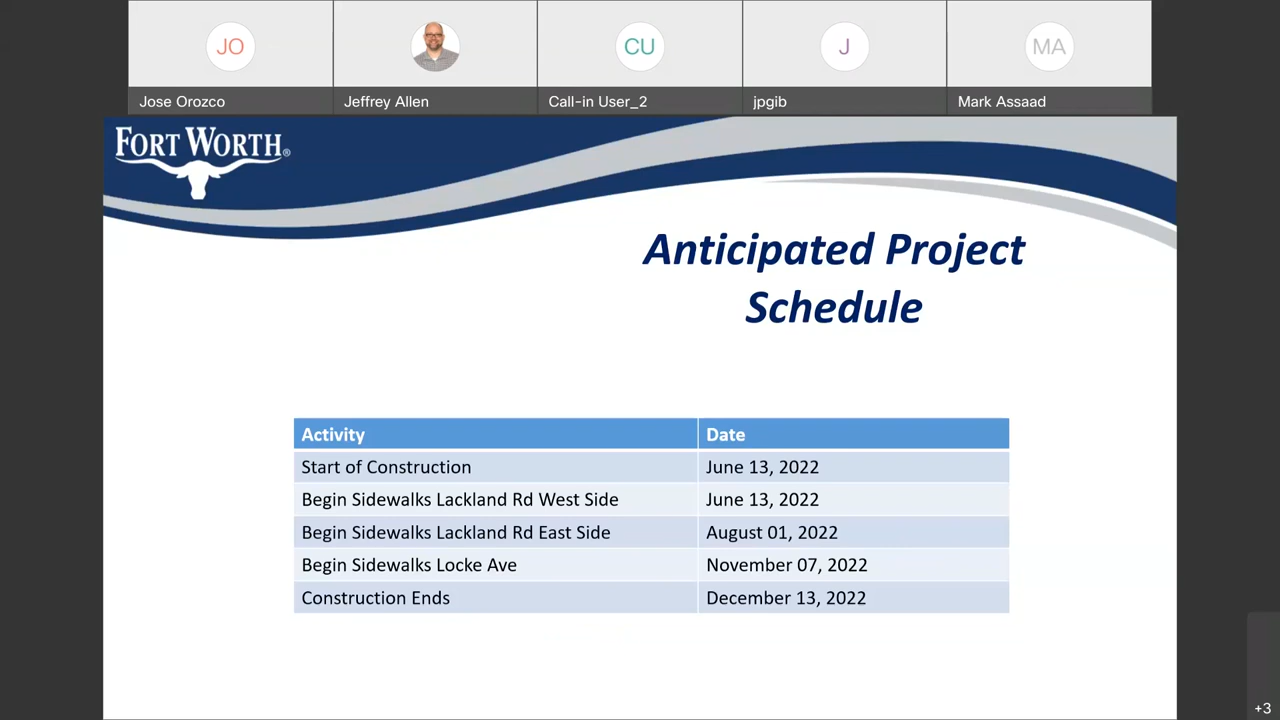 JO
CU
J
MA
Jose Orozco
Jeffrey Allen
Call-in User_2
jpgib
Mark Assaad
FORT WORTH®
Anticipated Project
Schedule
Activity Date
Start of Construction June 13, 2022
Begin Sidewalks Lackland Rd West Side June 13, 2022
Begin Sidewalks Lackland Rd East Side August 01, 2022
Begin Sidewalks Locke Ave November 07, 2022
Construction Ends December 13, 2022
+3